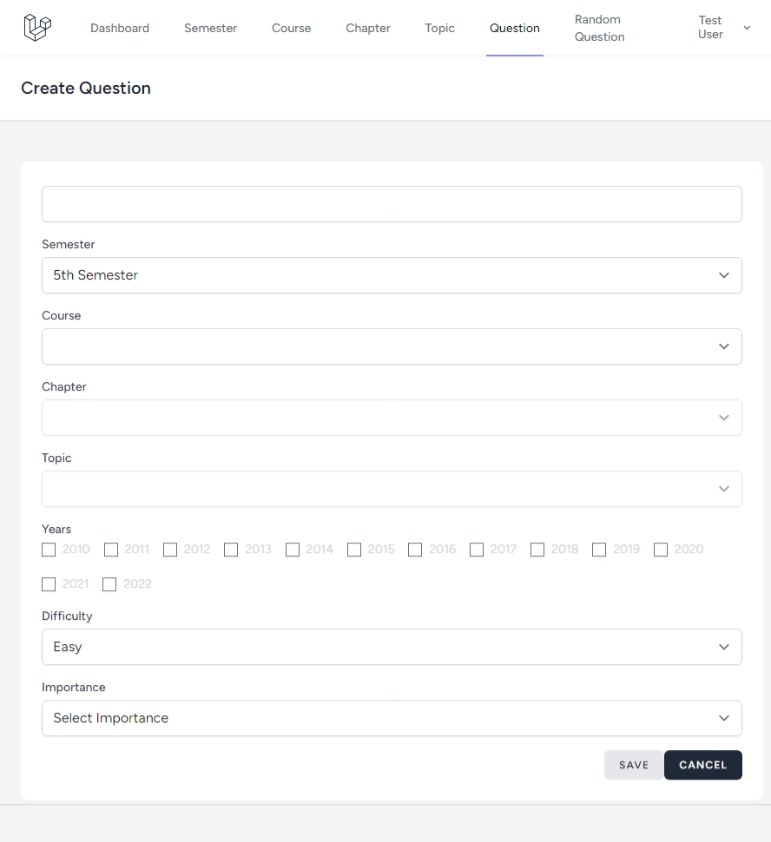 Dashboard Semester Course Chapter Topic Question Random Question Test User
Create Question
Semester
5th Semester
Course
Chapter
Topic
Years
2010 2011 2012 2013 2014 2015 2016 2017 2018 2019 2020
2021 2022
Difficulty
Easy
Importance
Select Importance
SAVE CANCEL